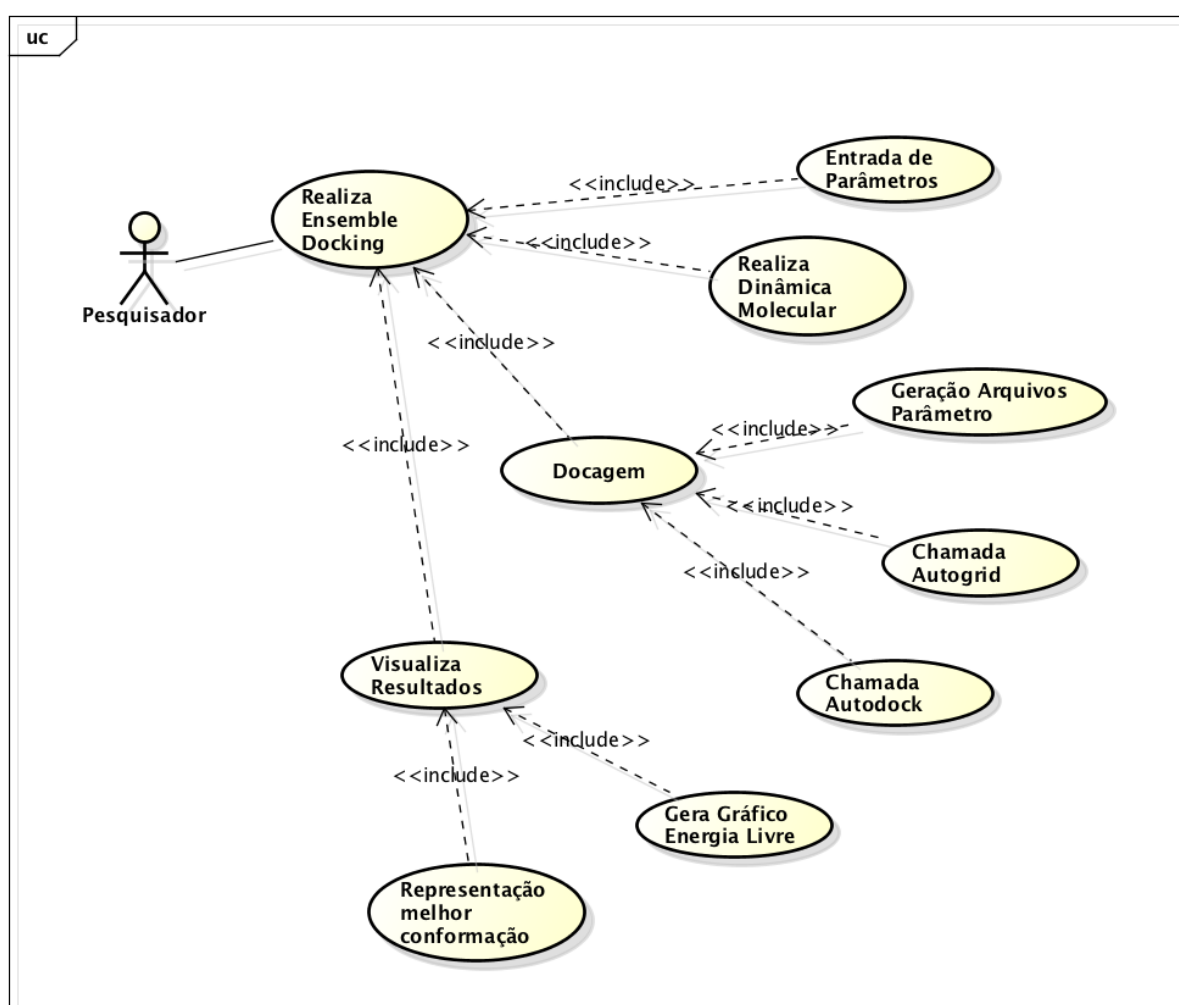 uc
Entrada de
Parâmetros
<<include>>
Realiza
Ensemble
Docking
<<include>>
Realiza
Dinâmica
Molecular
Pesquisador
<<include>>
Geração Arquivos
Parâmetro
<<include>>
<<include>>
Docagem
<<include>>
Chamada
Autogrid
<<include>>
Visualiza
Resultados
Chamada
Autodock
<<include>>
<<include>>
Gera Gráfico
Energia Livre
Representação
melhor
conformação